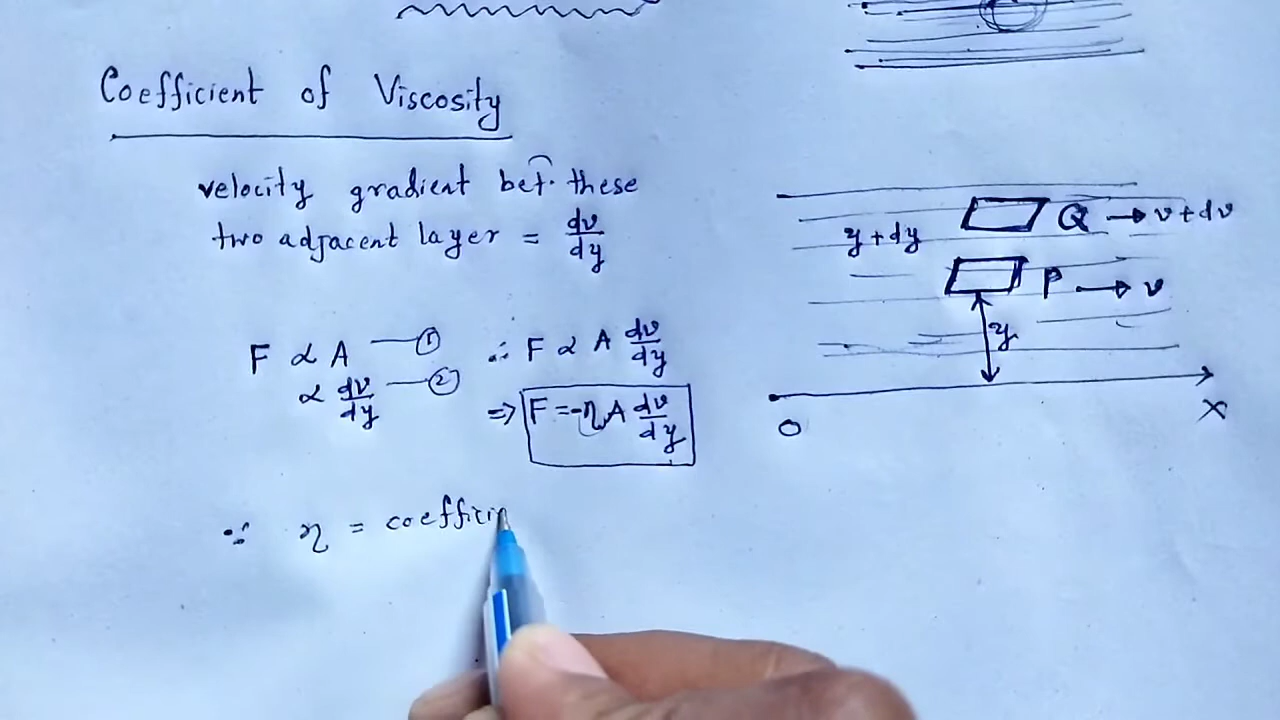 Coefficient of Viscosity
velocity gradient bet. these
two adjacent layer = dv/dy
F ∝ A —①
∝ dv/dy —②
∴ F ∝ A dv/dy
⇒ F = -η A dv/dy
∵ η = coefficie
Q → v + dv
y + dy
P → v
y
O
X